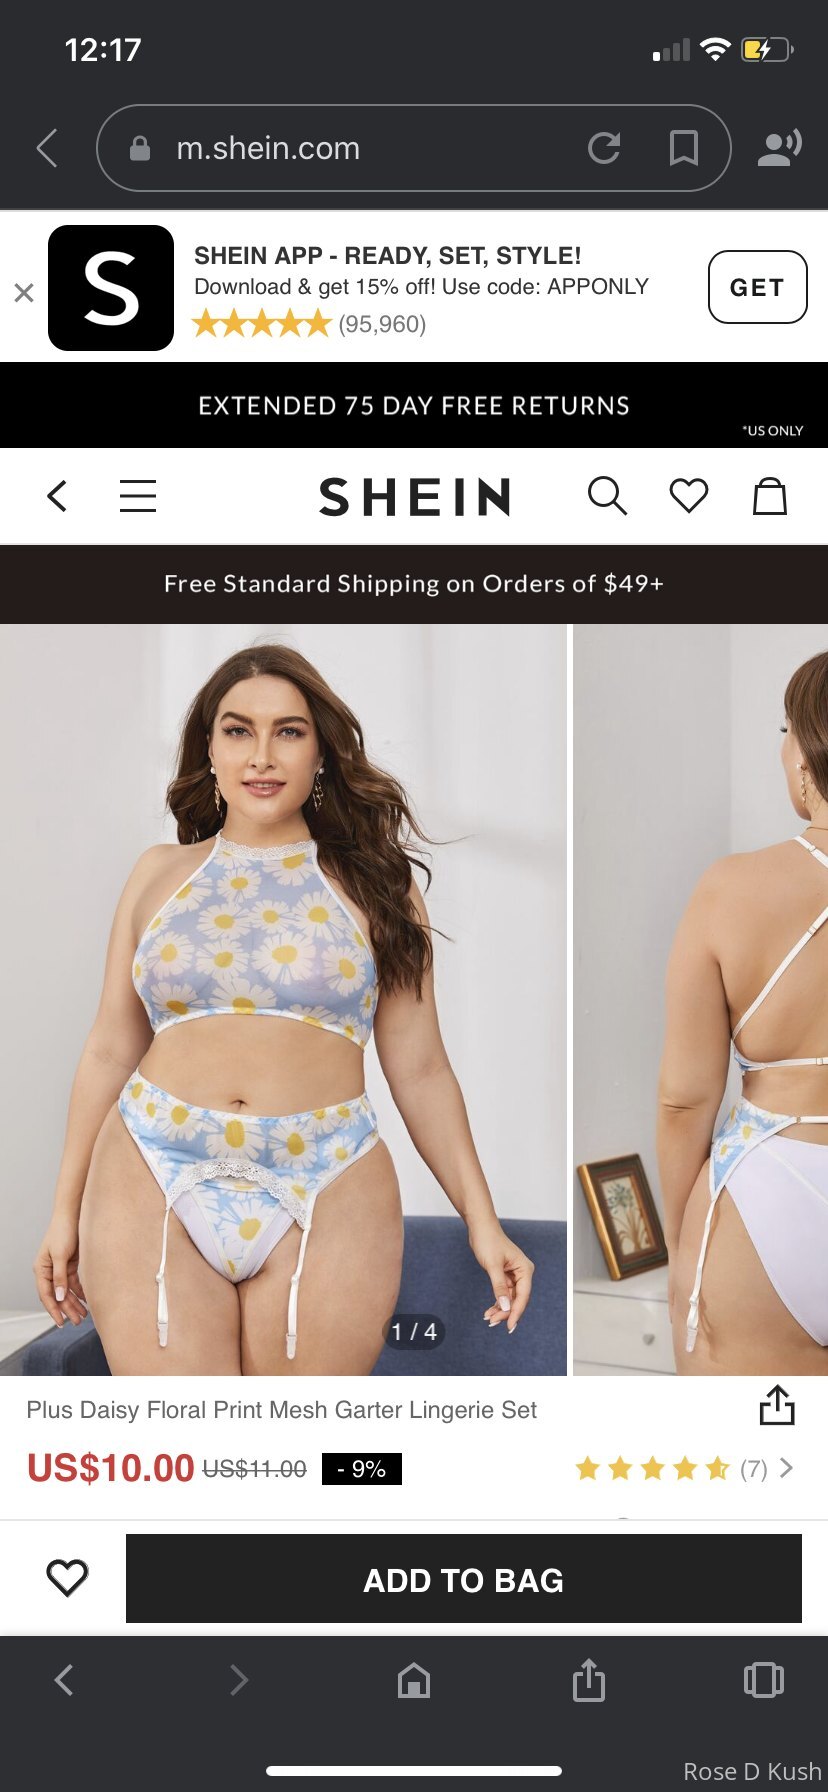 12:17
m.shein.com
S
SHEIN APP - READY, SET, STYLE!
Download & get 15% off! Use code: APPONLY
(95,960)
GET
EXTENDED 75 DAY FREE RETURNS
*US ONLY
SHEIN
Free Standard Shipping on Orders of $49+
1 / 4
Plus Daisy Floral Print Mesh Garter Lingerie Set
US$10.00 US$11.00 - 9%
(7)
ADD TO BAG
Rose D Kush